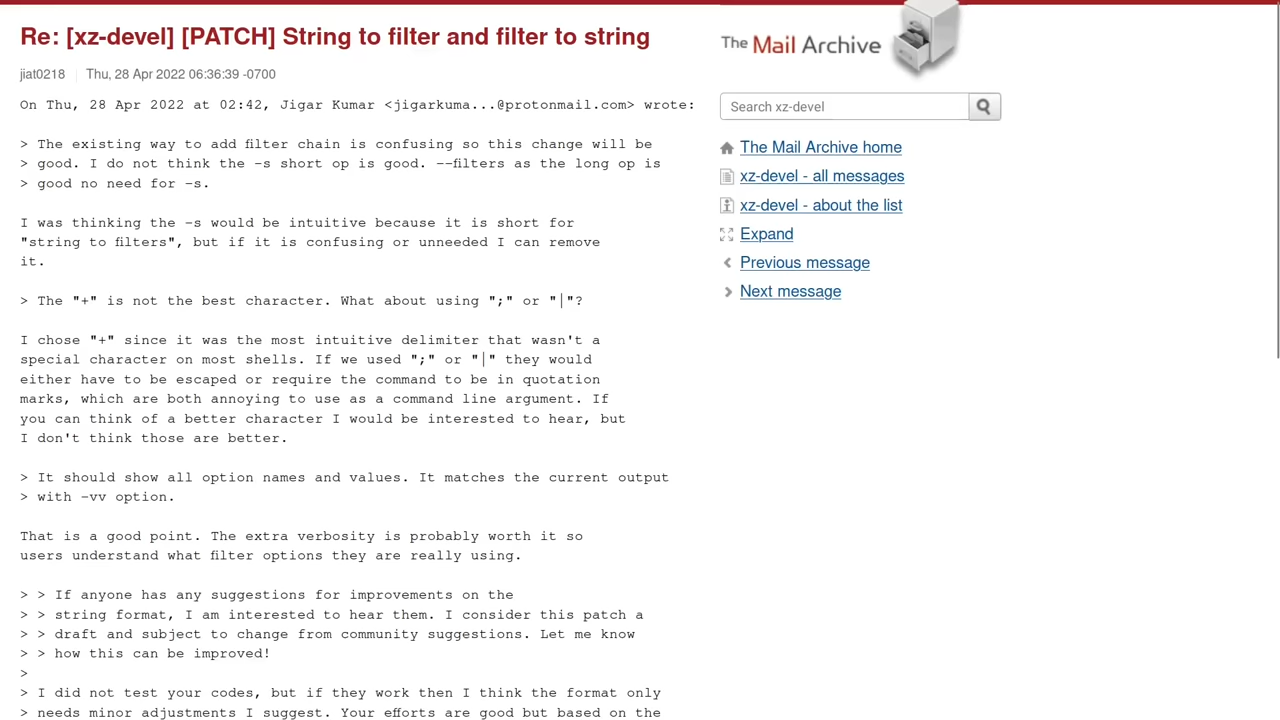 Re: [xz-devel] [PATCH] String to filter and filter to string
jiat0218 Thu, 28 Apr 2022 06:36:39 -0700
On Thu, 28 Apr 2022 at 02:42, Jigar Kumar <jigarkuma...@protonmail.com> wrote:
> The existing way to add filter chain is confusing so this change will be
> good. I do not think the -s short op is good. --filters as the long op is
> good no need for -s.
I was thinking the -s would be intuitive because it is short for
"string to filters", but if it is confusing or unneeded I can remove
it.
> The "+" is not the best character. What about using ";" or "|"?
I chose "+" since it was the most intuitive delimiter that wasn't a
special character on most shells. If we used ";" or "|" they would
either have to be escaped or require the command to be in quotation
marks, which are both annoying to use as a command line argument. If
you can think of a better character I would be interested to hear, but
I don't think those are better.
> It should show all option names and values. It matches the current output
> with -vv option.
That is a good point. The extra verbosity is probably worth it so
users understand what filter options they are really using.
> > If anyone has any suggestions for improvements on the
> > string format, I am interested to hear them. I consider this patch a
> > draft and subject to change from community suggestions. Let me know
> > how this can be improved!
>
> I did not test your codes, but if they work then I think the format only
> needs minor adjustments I suggest. Your efforts are good but based on the
The Mail Archive
Search xz-devel
The Mail Archive home
xz-devel - all messages
xz-devel - about the list
Expand
Previous message
Next message